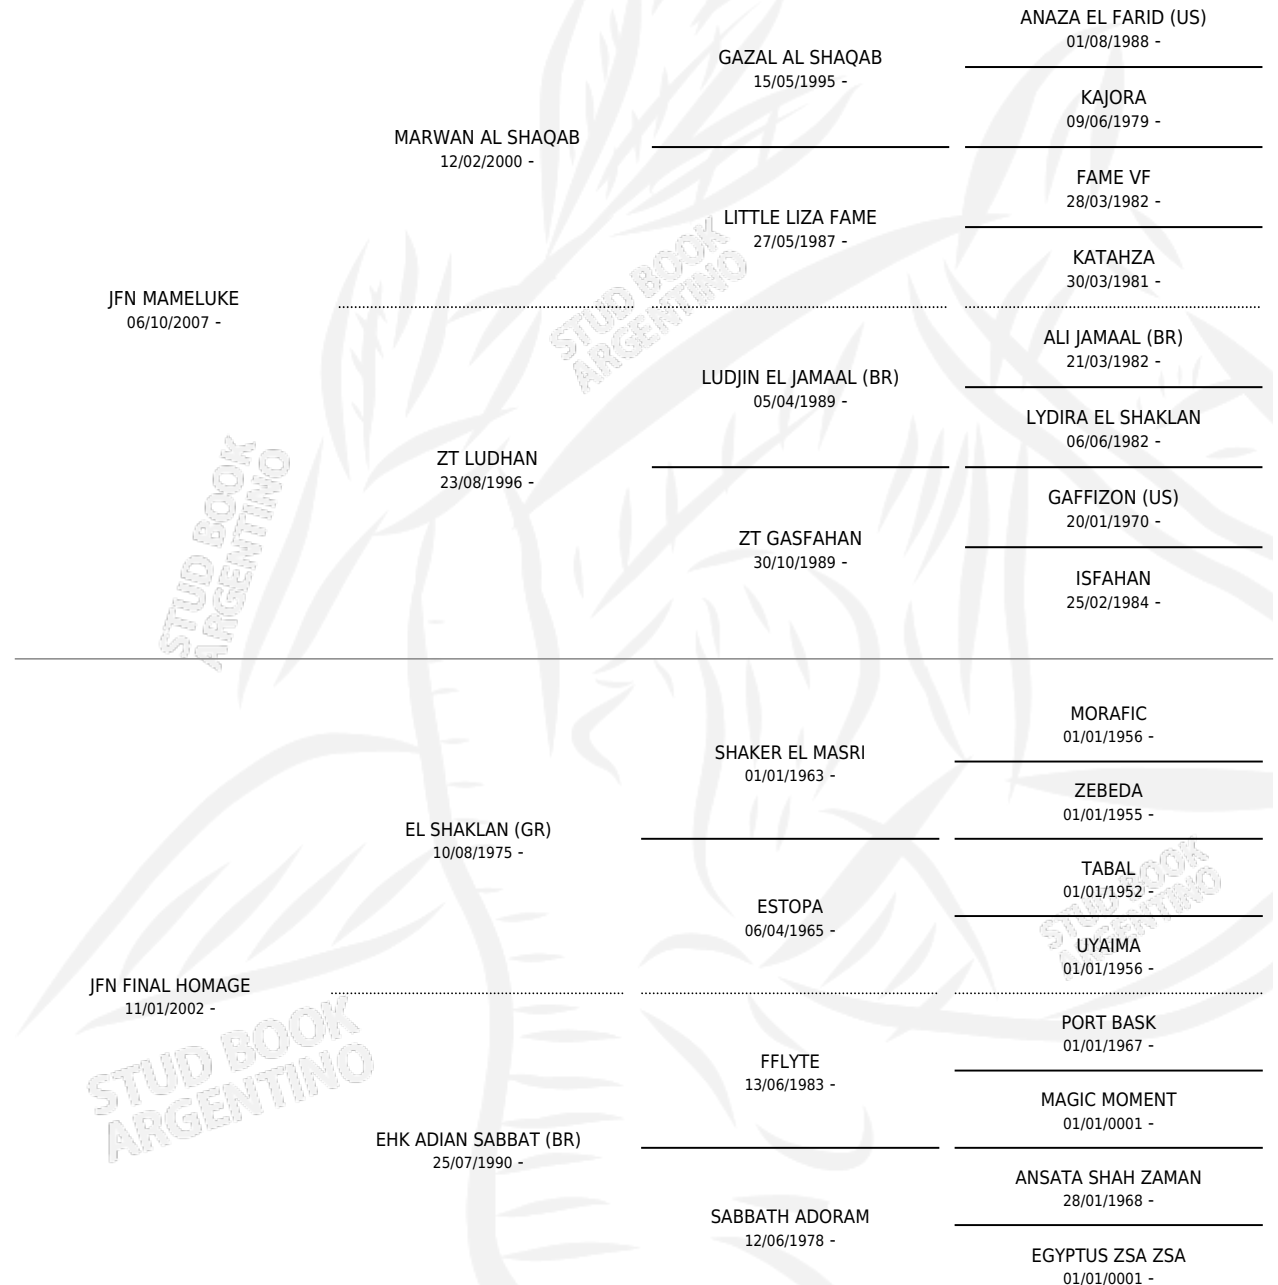 ANAZA EL FARID (US)
01/08/1988 -
GAZAL AL SHAQAB
15/05/1995 -
KAJORA
09/06/1979 -
MARWAN AL SHAQAB
12/02/2000 -
FAME VF
28/03/1982 -
LITTLE LIZA FAME
27/05/1987 -
KATAHZA
30/03/1981 -
JFN MAMELUKE
06/10/2007 -
ALI JAMAAL (BR)
21/03/1982 -
LUDJIN EL JAMAAL (BR)
05/04/1989 -
LYDIRA EL SHAKLAN
06/06/1982 -
ZT LUDHAN
23/08/1996 -
GAFFIZON (US)
20/01/1970 -
ZT GASFAHAN
30/10/1989 -
ISFAHAN
25/02/1984 -
MORAFIC
01/01/1956 -
SHAKER EL MASRI
01/01/1963 -
ZEBEDA
01/01/1955 -
EL SHAKLAN (GR)
10/08/1975 -
TABAL
01/01/1952 -
ESTOPA
06/04/1965 -
UYAIMA
01/01/1956 -
JFN FINAL HOMAGE
11/01/2002 -
PORT BASK
01/01/1967 -
FFLYTE
13/06/1983 -
MAGIC MOMENT
01/01/0001 -
EHK ADIAN SABBAT (BR)
25/07/1990 -
ANSATA SHAH ZAMAN
28/01/1968 -
SABBATH ADORAM
12/06/1978 -
EGYPTUS ZSA ZSA
01/01/0001 -
STUD BOOK
ARGENTINO
STUD BOOK
ARGENTINO
STUD BOOK
ARGENTINO
STUD BOOK
ARGENTINO